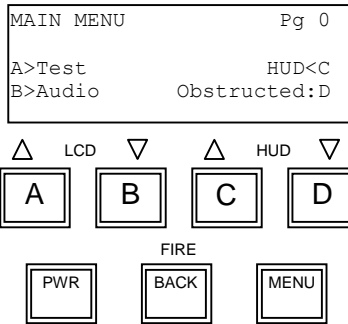 MAIN MENU Pg 0
A>Test HUD<C
B>Audio Obstructed:D
△ LCD ▽ △ HUD ▽
A B C D
FIRE
PWR BACK MENU